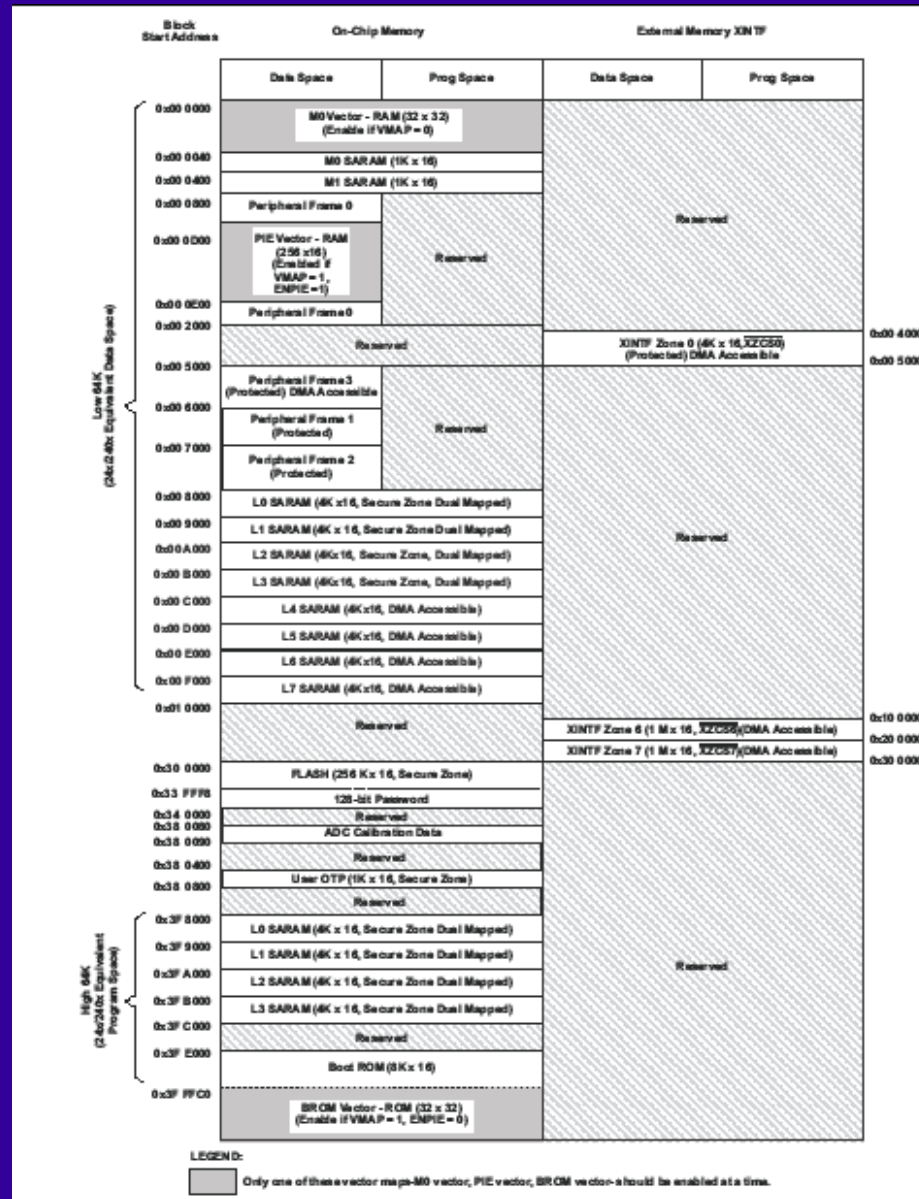 Block
Start Address
On-Chip Memory
External Memory XINTF
Data Space
Prog Space
Data Space
Prog Space
0x00 0000
M0 Vector - RAM (32 x 32)
(Enable if VMAP = 0)
0x00 0040
M0 SARAM (1K x 16)
0x00 0400
M1 SARAM (1K x 16)
0x00 0800
Peripheral Frame 0
0x00 0D00
PIE Vector - RAM
(256 x16)
(Enabled if
VMAP = 1,
ENPIE =1)
Reserved
Reserved
0x00 0E00
Peripheral Frame 0
0x00 2000
Reserved
XINTF Zone 0 (4K x 16, XZCS0)
(Protected) DMA Accessible
0x00 4000
0x00 5000
0x00 5000
Peripheral Frame 3
(Protected) DMA Accessible
0x00 6000
Peripheral Frame 1
(Protected)
Reserved
0x00 7000
Peripheral Frame 2
(Protected)
Low 64K
(24x/240x Equivalent Data Space)
0x00 8000
L0 SARAM (4K x16, Secure Zone Dual Mapped)
0x00 9000
L1 SARAM (4K x 16, Secure Zone Dual Mapped)
0x00 A000
L2 SARAM (4Kx16, Secure Zone, Dual Mapped)
Reserved
0x00 B000
L3 SARAM (4Kx16, Secure Zone, Dual Mapped)
0x00 C000
L4 SARAM (4Kx16, DMA Accessible)
0x00 D000
L5 SARAM (4Kx16, DMA Accessible)
0x00 E000
L6 SARAM (4Kx16, DMA Accessible)
0x00 F000
L7 SARAM (4Kx16, DMA Accessible)
0x01 0000
Reserved
0x10 0000
XINTF Zone 6 (1 M x 16, XZCS6)(DMA Accessible)
0x20 0000
XINTF Zone 7 (1 M x 16, XZCS7)(DMA Accessible)
0x30 0000
0x30 0000
FLASH (256 K x 16, Secure Zone)
0x33 FFF8
128-bit Password
0x34 0000
Reserved
0x38 0080
ADC Calibration Data
0x38 0090
Reserved
0x38 0400
User OTP (1K x 16, Secure Zone)
0x38 0800
Reserved
High 64K
(24x/240x Equivalent
Program Space)
0x3F 8000
L0 SARAM (4K x 16, Secure Zone Dual Mapped)
0x3F 9000
L1 SARAM (4K x 16, Secure Zone Dual Mapped)
0x3F A000
L2 SARAM (4K x 16, Secure Zone Dual Mapped)
Reserved
0x3F B000
L3 SARAM (4K x 16, Secure Zone Dual Mapped)
0x3F C000
Reserved
0x3F E000
Boot ROM (8K x 16)
0x3F FFC0
BROM Vector - ROM (32 x 32)
(Enable if VMAP = 1, ENPIE = 0)
LEGEND:
Only one of these vector maps-M0 vector, PIE vector, BROM vector-should be enabled at a time.